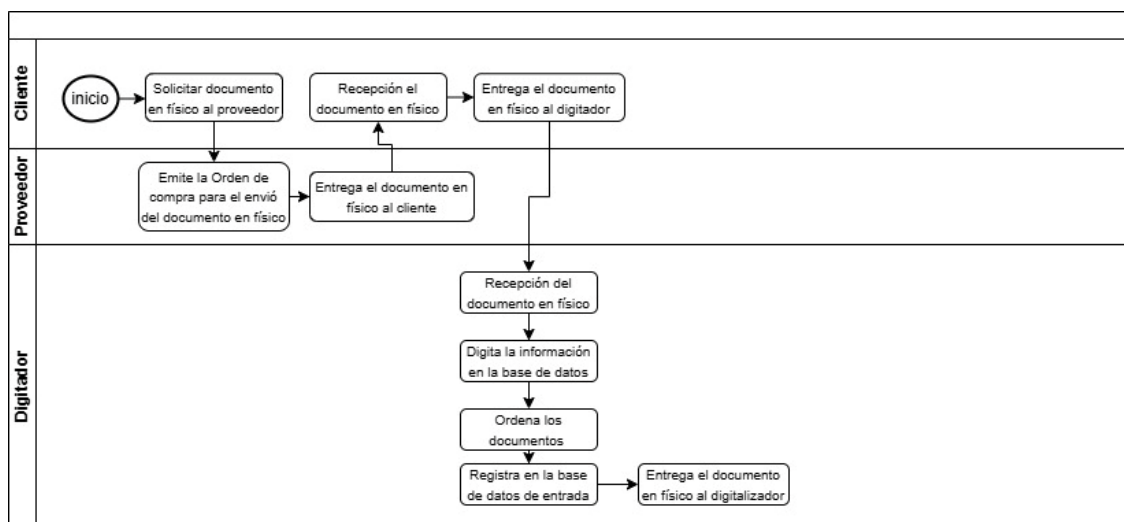 Cliente
inicio
Solicitar documento
en físico al proveedor
Recepción el
documento en físico
Entrega el documento
en físico al digitador
Proveedor
Emite la Orden de
compra para el envió
del documento en físico
Entrega el documento en
físico al cliente
Digitador
Recepción del
documento en físico
Digita la información
en la base de datos
Ordena los
documentos
Registra en la base
de datos de entrada
Entrega el documento
en físico al digitalizador